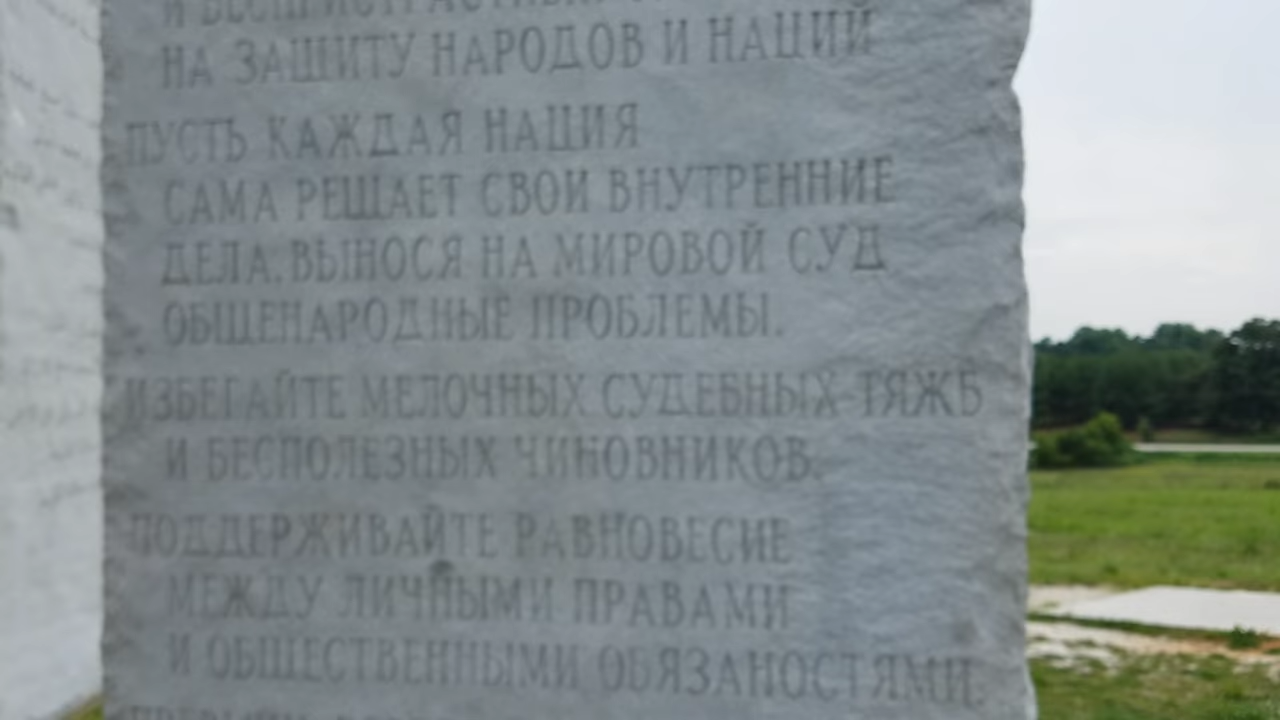 НА ЗАЩИТУ НАРОДОВ И НАЦИЙ
ПУСТЬ КАЖДАЯ НАЦИЯ
САМА РЕШАЕТ СВОИ ВНУТРЕННИЕ
ДЕЛА, ВЫНОСЯ НА МИРОВОЙ СУД
ОБЩЕНАРОДНЫЕ ПРОБЛЕМЫ.
ИЗБЕГАЙТЕ МЕЛОЧНЫХ СУДЕБНЫХ ТЯЖБ
И БЕСПОЛЕЗНЫХ ЧИНОВНИКОВ.
ПОДДЕРЖИВАЙТЕ РАВНОВЕСИЕ
МЕЖДУ ЛИЧНЫМИ ПРАВАМИ
И ОБЩЕСТВЕННЫМИ ОБЯЗАНОСТЯМИ.